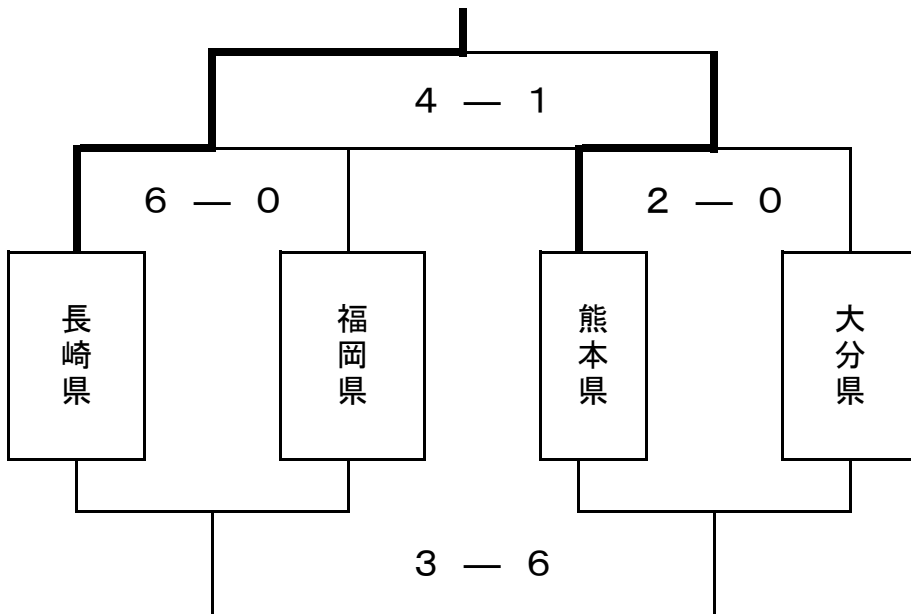 ４ ― １
６ ― ０
２ ― ０
長崎県
福岡県
熊本県
大分県
３ ― ６